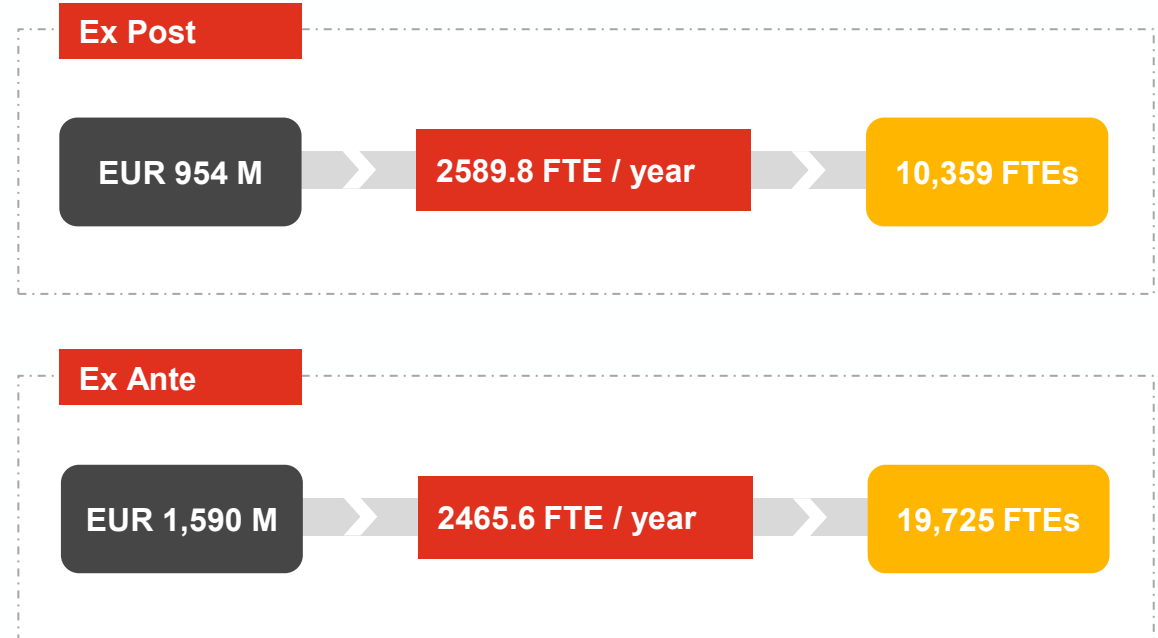 Ex Post
EUR 954 M
2589.8 FTE / year
10,359 FTEs
Ex Ante
EUR 1,590 M
2465.6 FTE / year
19,725 FTEs